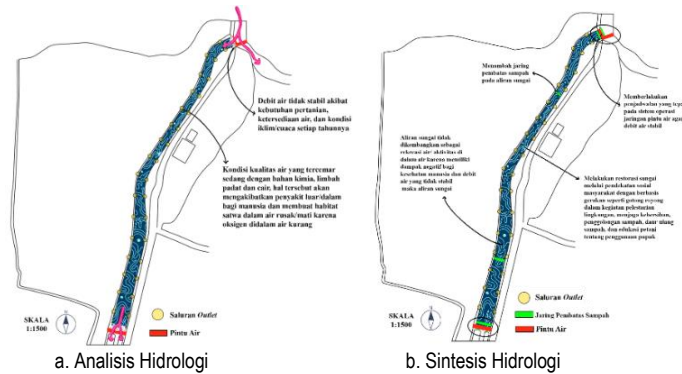 Debit air tidak stabil akibat
kebutuhan pertanian,
ketersediaan air, dan kondisi
iklim/cuaca setiap tahunnya
Kondisi kualitas air yang tercemar
sedang dengan bahan kimia, limbah
padat dan cair, hal tersebut akan
mengakibatkan penyakit luar/dalam
bagi manusia dan membuat habitat
satwa dalam air rusak/mati karena
oksigen didalam air kurang
SKALA
1:1500
Saluran Outlet
Pintu Air
a. Analisis Hidrologi
Menambah jaring
pembatas sampah
pada aliran sungai
Memberlakukan
penjadwalan yang tepa
pada sistem operasi
jaringan pintu air agar
debit air stabil
Aliran sungai tidak
dikembangkan sebagai
rekreasi air/ aktivitas di
dalam air karena memiliki
dampak negatif bagi
kesehatan manusia dan debit
air yang tidak stabil
maka aliran sungai
Melakukan restorasi sungai
melalui pendekatan sosial
masyarakat dengan berbasis
gerakan seperti gotong royong
dalam kegiatan pelestarian
lingkungan, menjaga kebersihan,
penggolongan sampah, daur ulang
sampah, dan edukasi petani
tentang penggunaan pupuk
SKALA
1:1500
Saluran Outlet
Jaring Pembatas Sampah
Pintu Air
b. Sintesis Hidrologi